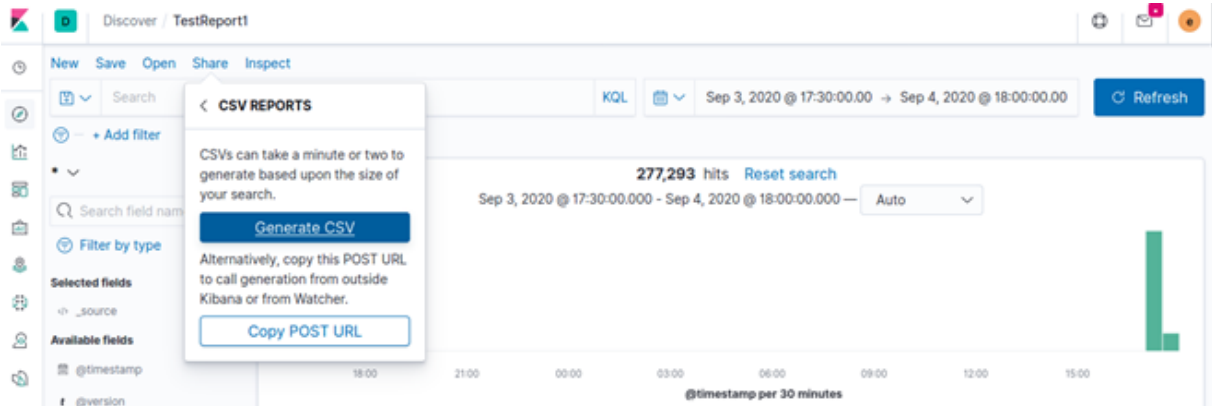 D Discover / TestReport1
e
New Save Open Share Inspect
Search KQL Sep 3, 2020 @ 17:30:00.00 → Sep 4, 2020 @ 18:00:00.00 Refresh
+ Add filter
CSV REPORTS
CSVs can take a minute or two to
generate based upon the size of
your search.
Generate CSV
Alternatively, copy this POST URL
to call generation from outside
Kibana or from Watcher.
Copy POST URL
*
Search field nam
Filter by type
Selected fields
_source
Available fields
@timestamp
t @version
277,293 hits Reset search
Sep 3, 2020 @ 17:30:00.000 - Sep 4, 2020 @ 18:00:00.000 — Auto
18:00 21:00 00:00 03:00 06:00 09:00 12:00 15:00
@timestamp per 30 minutes